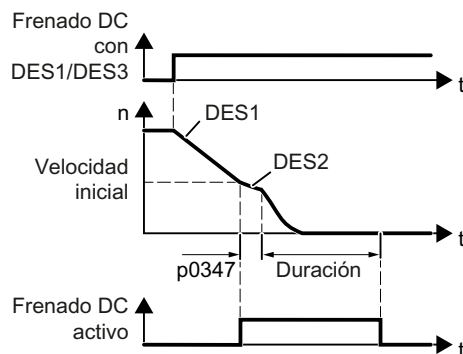 Frenado DC
con
DES1/DES3
t
n
DES1
Velocidad
inicial
DES2
t
p0347
Duración
Frenado DC
activo
t